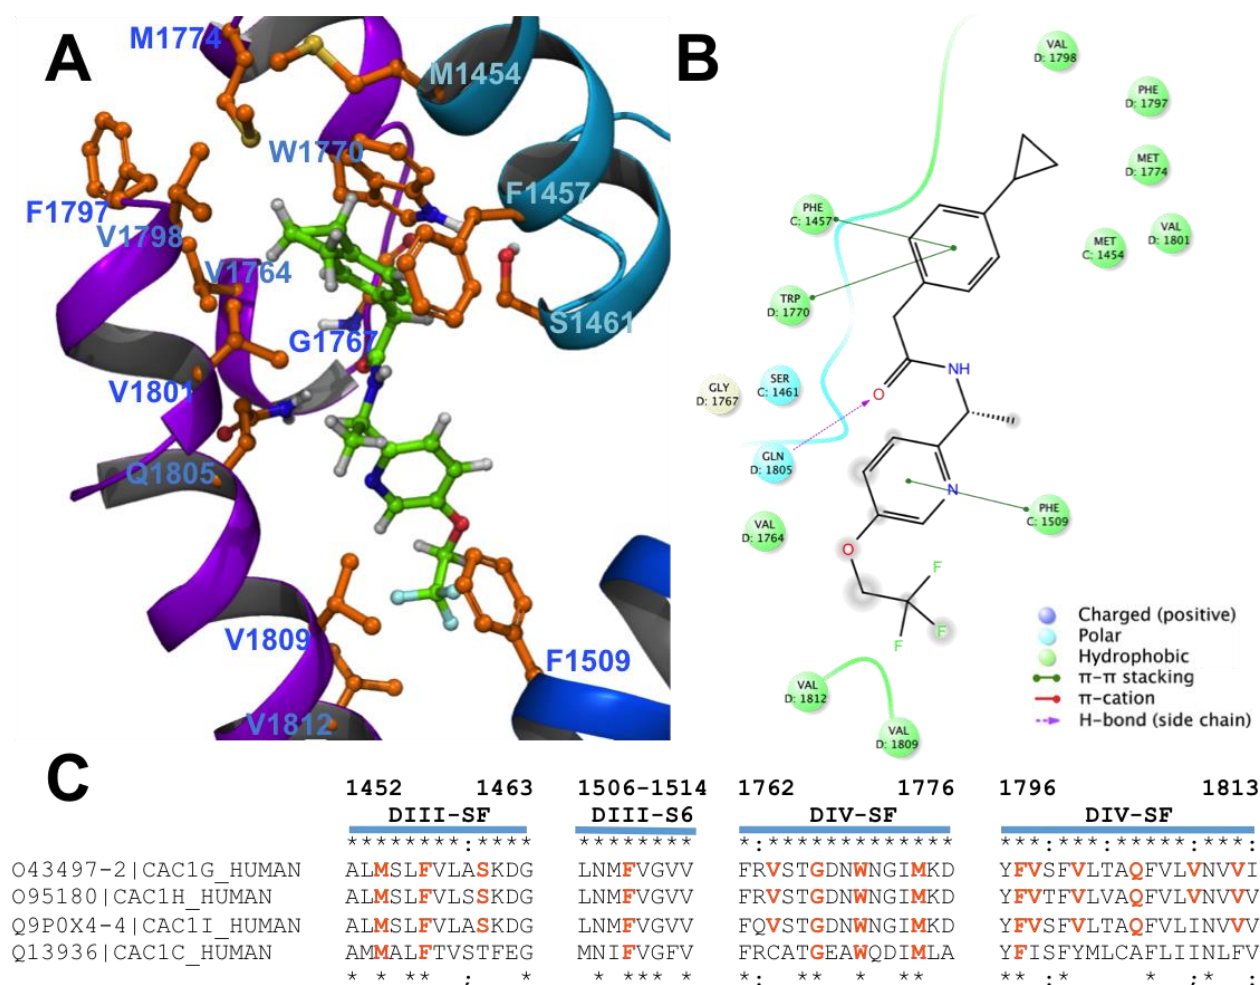 A
M1774
M1454
W1770
F1457
F1797
V1798
V1764
S1461
G1767
V1801
Q1805
V1809
F1509
V1812
B
VAL
D: 1798
PHE
D: 1797
MET
D: 1774
PHE
C: 1457
VAL
D: 1801
MET
C: 1454
TRP
D: 1770
NH
GLY
D: 1767
SER
C: 1461
O
GLN
D: 1805
N
PHE
C: 1509
VAL
D: 1764
O
F
F
F
Charged (positive)
Polar
Hydrophobic
π-π stacking
π-cation
H-bond (side chain)
VAL
D: 1812
VAL
D: 1809
C
1452 1463 1506-1514 1762 1776 1796 1813
DIII-SF DIII-S6 DIV-SF DIV-SF
*********:*** ******** *:************* *** *** * ***** *** :
O43497-2|CAC1G_HUMAN ALMSLFVLASKDG LNMFVGVV FRVSTGDNWNGIMKD YFVSFVLTAQFVLVNVVI
O95180|CAC1H_HUMAN ALMSLFVLSSKDG LNMFVGVV FRVSTGDNWNGIMKD YFVTFVLVAQFVLVNVVV
Q9P0X4-4|CAC1I_HUMAN ALMSLFVLASKDG LNMFVGVV FQVSTGDNWNGIMKD YFVSFVLVAQFVLINVVV
Q13936|CAC1C_HUMAN AMMALFTVSTFEG MNIFVGFV FRCATGEAWQDIMLA YFISFYMLCAFLIINLFV
* * ** : * * *** * *: ** * ** ** : * *:* :